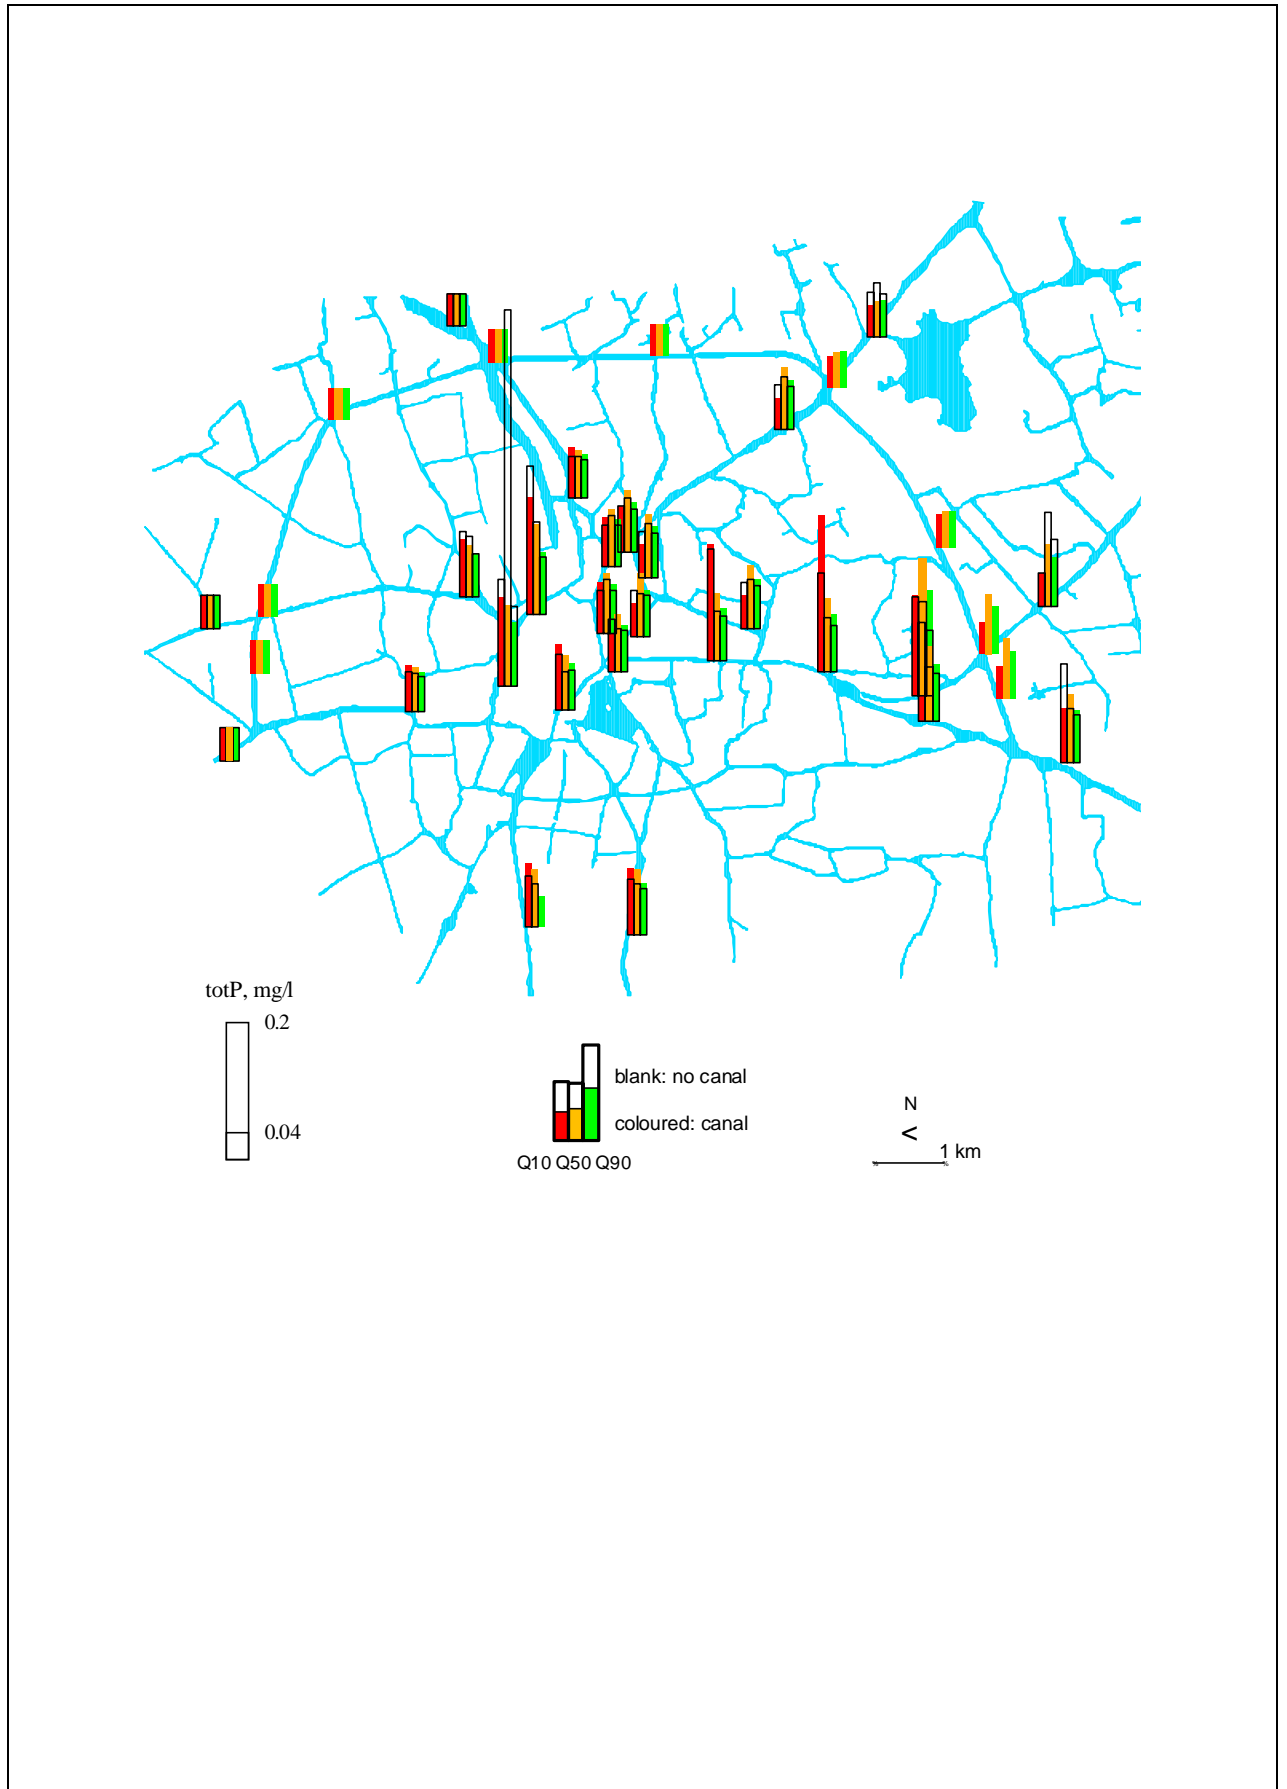 totP, mg/l
0.2
0.04
blank: no canal
coloured: canal
Q10 Q50 Q90
N
<
1 km